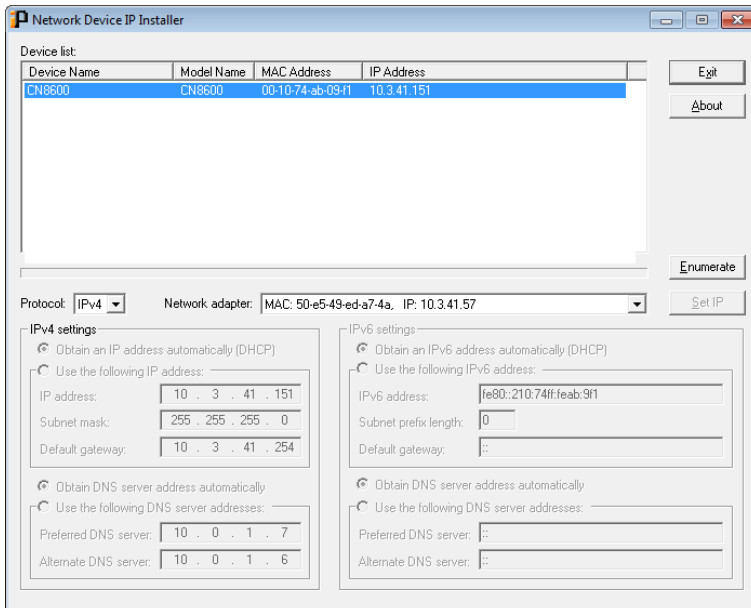 Network Device IP Installer
Device list:
Device Name Model Name MAC Address IP Address
CN8600 CN8600 00-10-74-ab-09-f1 10.3.41.151
Exit
About
Enumerate
Protocol: IPv4 Network adapter: MAC: 50-e5-49-ed-a7-4a, IP: 10.3.41.57
Set IP
IPv4 settings
Obtain an IP address automatically (DHCP)
Use the following IP address:
IP address: 10 . 3 . 41 . 151
Subnet mask: 255 . 255 . 255 . 0
Default gateway: 10 . 3 . 41 . 254
Obtain DNS server address automatically
Use the following DNS server addresses:
Preferred DNS server: 10 . 0 . 1 . 7
Alternate DNS server: 10 . 0 . 1 . 6
IPv6 settings
Obtain an IPv6 address automatically (DHCP)
Use the following IPv6 address:
IPv6 address: fe80::210:74ff:feab:9f1
Subnet prefix length: 0
Default gateway: ::
Obtain DNS server address automatically
Use the following DNS server addresses:
Preferred DNS server: ::
Alternate DNS server: ::